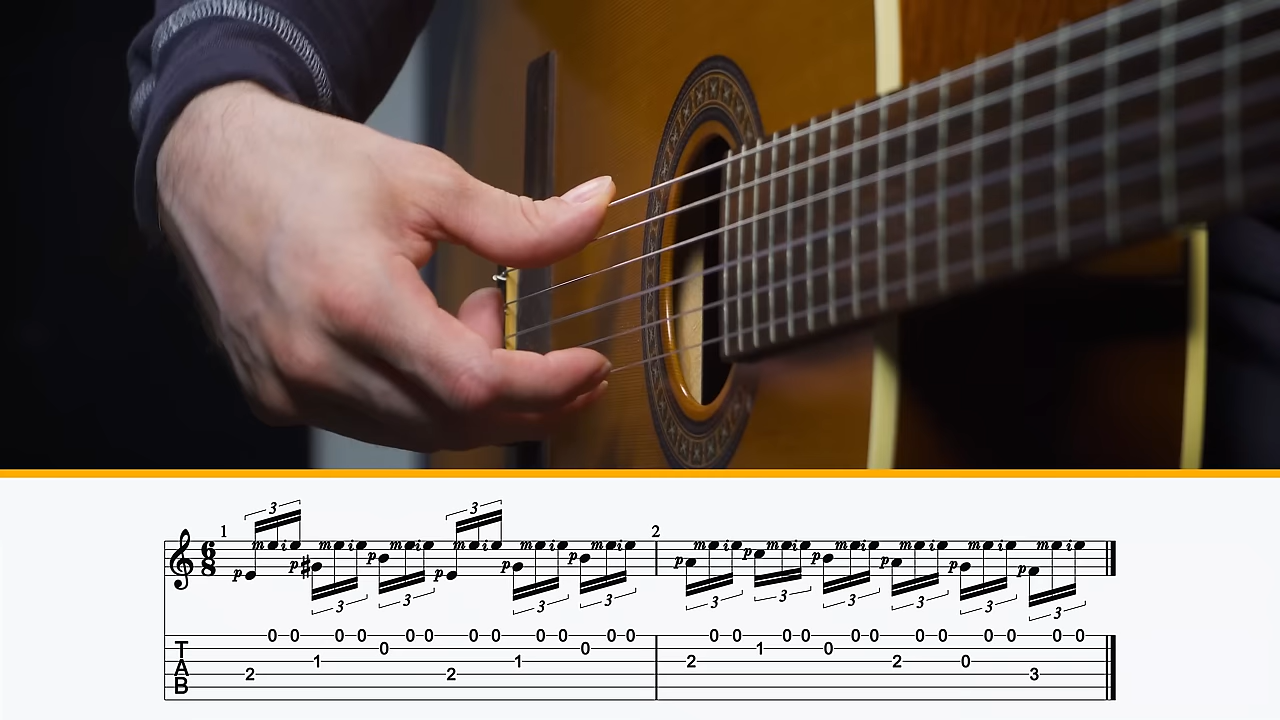 3 3
1 2
6 m i m i m i m i m i m i m i m i m i m i m i m i
8 p p p p p p p p p p p p
3 3 3 3 3 3 3 3 3 3
0 0 0 0 0 0 0 0 0 0 0 0 0 0 0 0 0 0 0 0 0 0 0 0
T 0 0 1 0
A 1 1 2 2 0
B 2 2 3